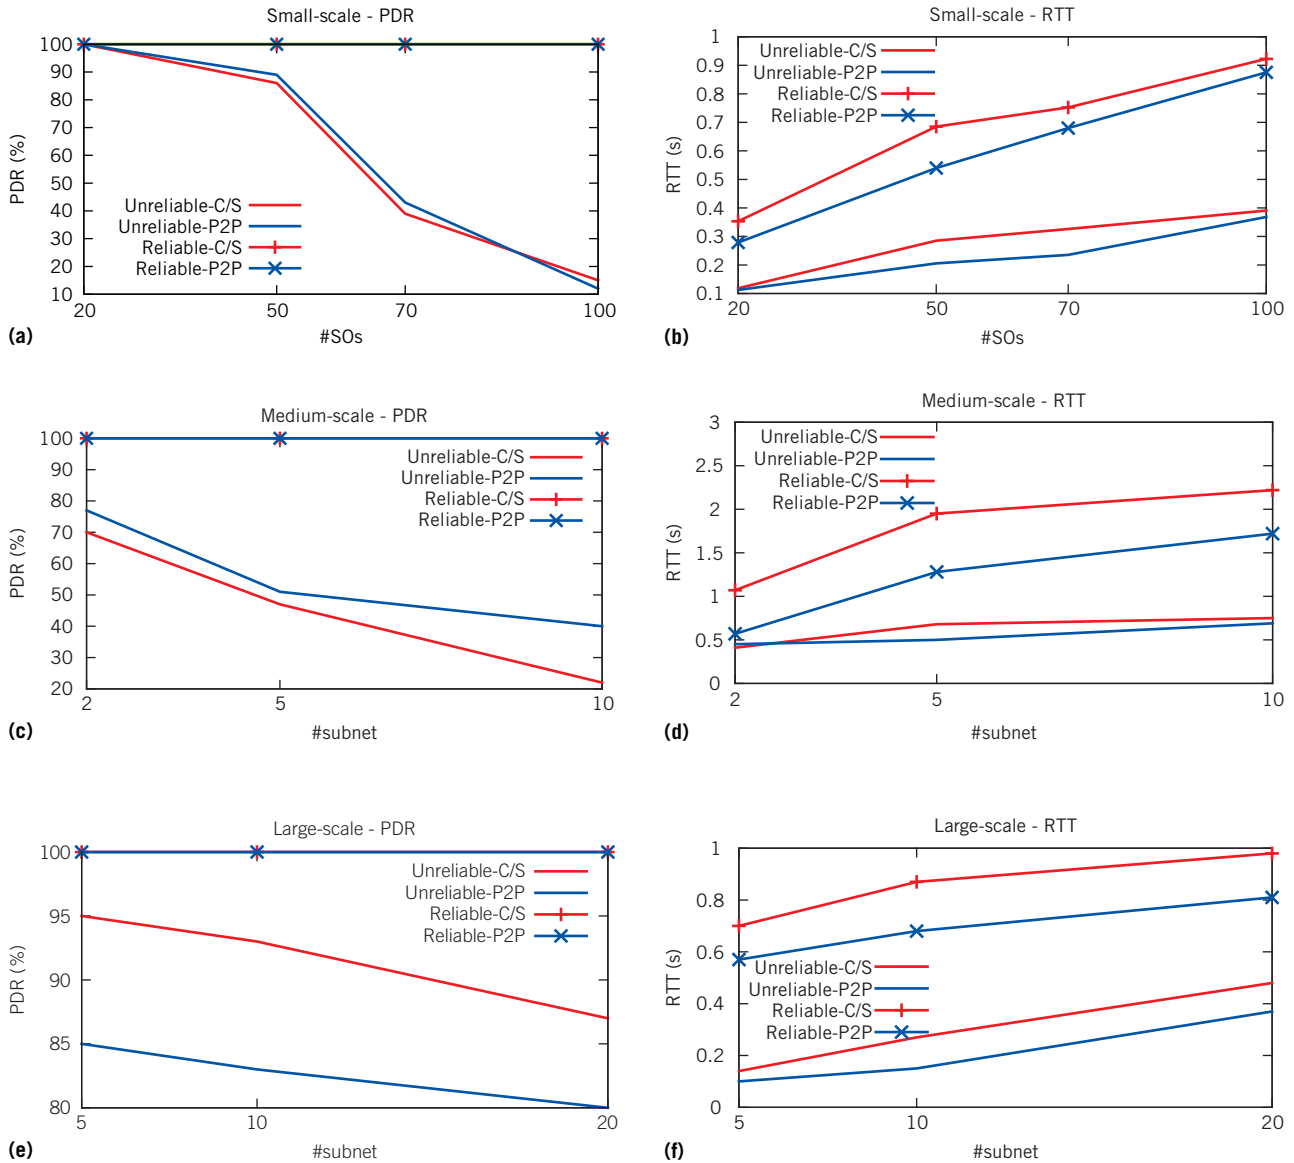 Small-scale - PDR
100
90
80
70
60
50
40
30
20
10
PDR (%)
Unreliable-C/S
Unreliable-P2P
Reliable-C/S
Reliable-P2P
20 50 70 100
#SOs
(a)
Small-scale - RTT
1
0.9
0.8
0.7
0.6
0.5
0.4
0.3
0.2
0.1
RTT (s)
Unreliable-C/S
Unreliable-P2P
Reliable-C/S
Reliable-P2P
20 50 70 100
#SOs
(b)
Medium-scale - PDR
100
90
80
70
60
50
40
30
20
PDR (%)
Unreliable-C/S
Unreliable-P2P
Reliable-C/S
Reliable-P2P
2 5 10
#subnet
(c)
Medium-scale - RTT
3
2.5
2
1.5
1
0.5
0
RTT (s)
Unreliable-C/S
Unreliable-P2P
Reliable-C/S
Reliable-P2P
2 5 10
#subnet
(d)
Large-scale - PDR
100
95
90
85
80
PDR (%)
Unreliable-C/S
Unreliable-P2P
Reliable-C/S
Reliable-P2P
5 10 20
#subnet
(e)
Large-scale - RTT
1
0.8
0.6
0.4
0.2
0
RTT (s)
Unreliable-C/S
Unreliable-P2P
Reliable-C/S
Reliable-P2P
5 10 20
#subnet
(f)